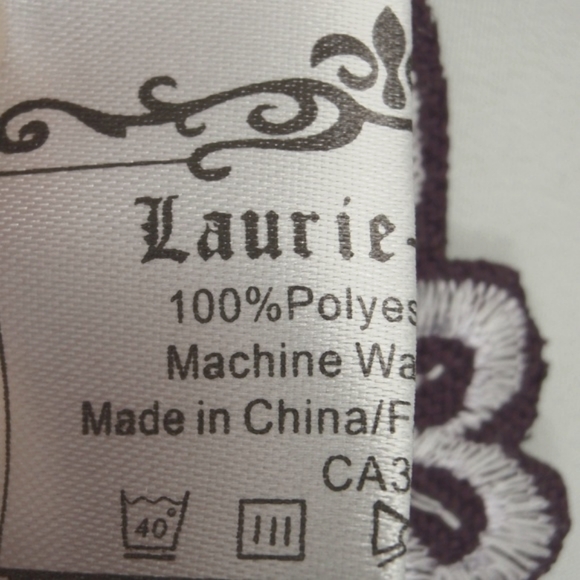 Laurie-
100%Polyes
Machine Wa
Made in China/F
CA3
40°